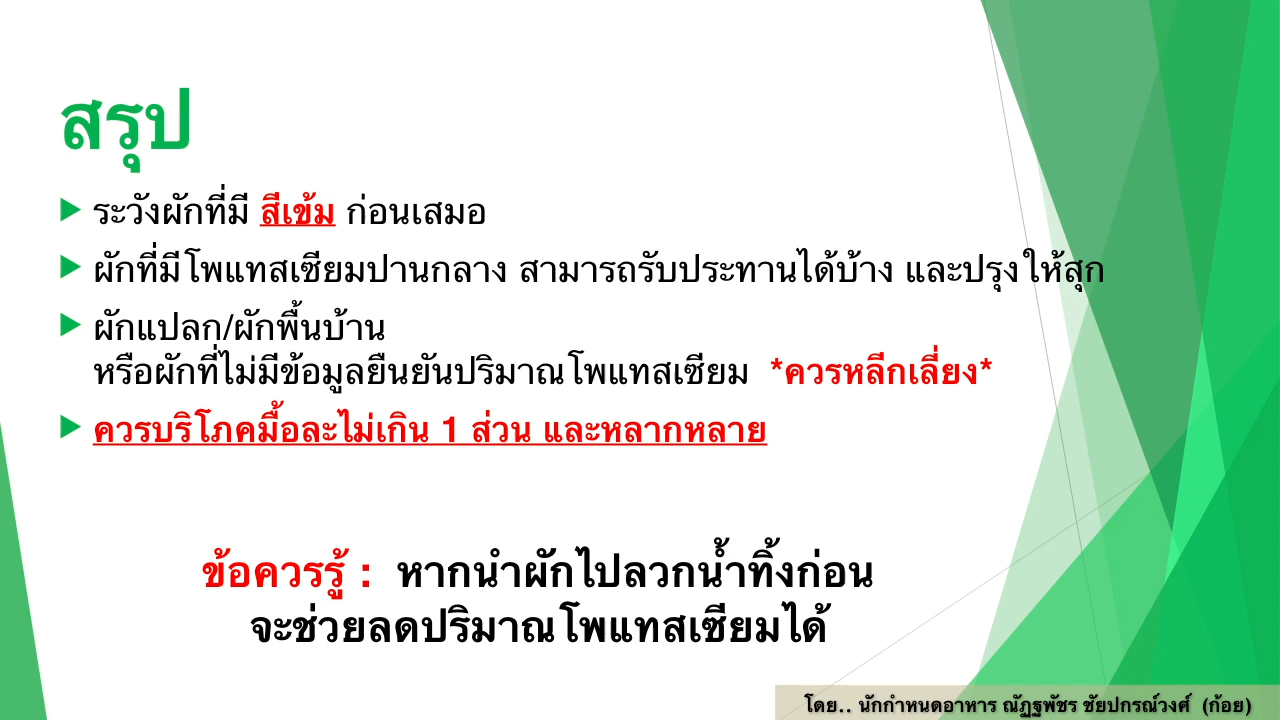 สรุป
ระวังผักที่มี สีเข้ม ก่อนเสมอ
ผักที่มีโพแทสเซียมปานกลาง สามารถรับประทานได้บ้าง และปรุงให้สุก
ผักแปลก/ผักพื้นบ้าน
หรือผักที่ไม่มีข้อมูลยืนยันปริมาณโพแทสเซียม *ควรหลีกเลี่ยง*
ควรบริโภคมื้อละไม่เกิน 1 ส่วน และหลากหลาย
ข้อควรรู้ : หากนำผักไปลวกน้ำทิ้งก่อน
จะช่วยลดปริมาณโพแทสเซียมได้
โดย.. นักกำหนดอาหาร ณัฏฐพัชร ชัยปกรณ์วงศ์ (ก้อย)